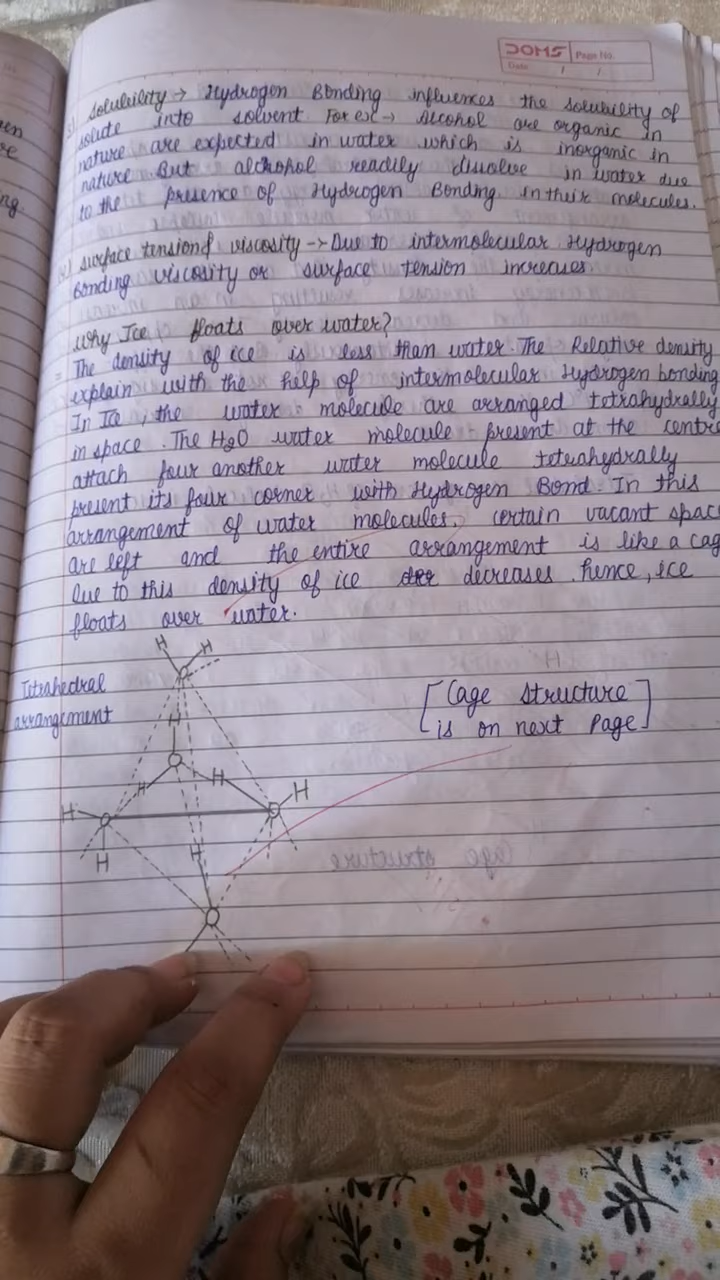 DOMS Page No.
Date / /
Solubility → Hydrogen Bonding influences the solubility of
solute into solvent. For ex → Alcohol are organic in
nature are expected in water which is inorganic in
nature. But alchohol readily dissolve in water due
to the presence of Hydrogen Bonding in their molecules.
Surface tension & viscosity → Due to intermolecular Hydrogen
Bonding viscosity or surface tension increases
Why Ice floats over water?
The density of ice is less than water. The Relative density
explain with the help of intermolecular Hydrogen bonding
In Ice, the water molecule are arranged tetrahydrally
in space. The H2O water molecule present at the centre
attach four another water molecule tetrahydrally
present its four corner with Hydrogen Bond. In this
arrangement of water molecules, certain vacant spac
are left and the entire arrangement is like a cag
Due to this density of ice decreases. hence, ice
floats over water.
Tetrahedral
arrangement
[Cage structure
is on next page]
H H
H
H H
H H
H
H